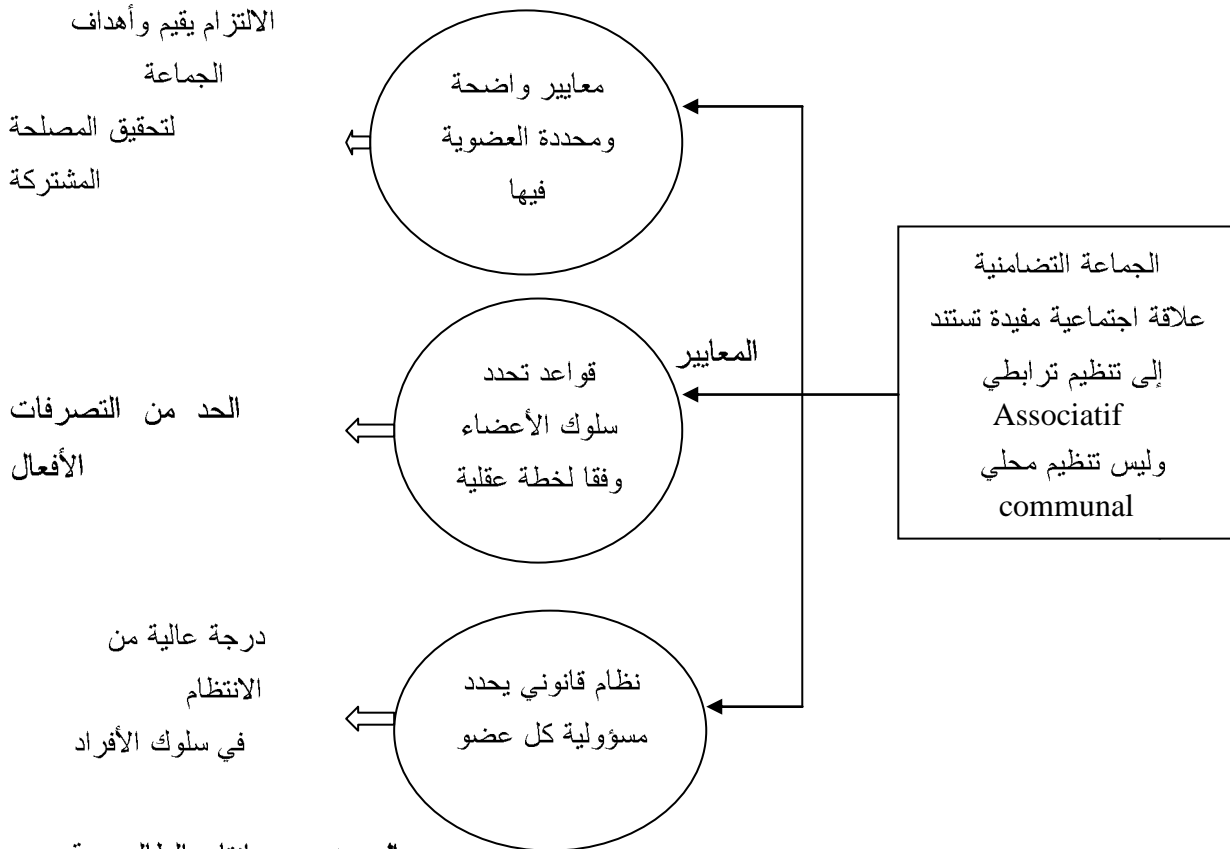 الجماعة التضامنية
علاقة اجتماعية مفيدة تستند
إلى تنظيم ترابطي
Associatif
وليس تنظيم محلي
communal
المعايير
معايير واضحة
ومحددة العضوية
فيها
الالتزام يقيم وأهداف
الجماعة
لتحقيق المصلحة
المشتركة
قواعد تحدد
سلوك الأعضاء
وفقا لخطة عقلية
الحد من التصرفات
الأفعال
نظام قانوني يحدد
مسؤولية كل عضو
درجة عالية من
الانتظام
في سلوك الأفراد